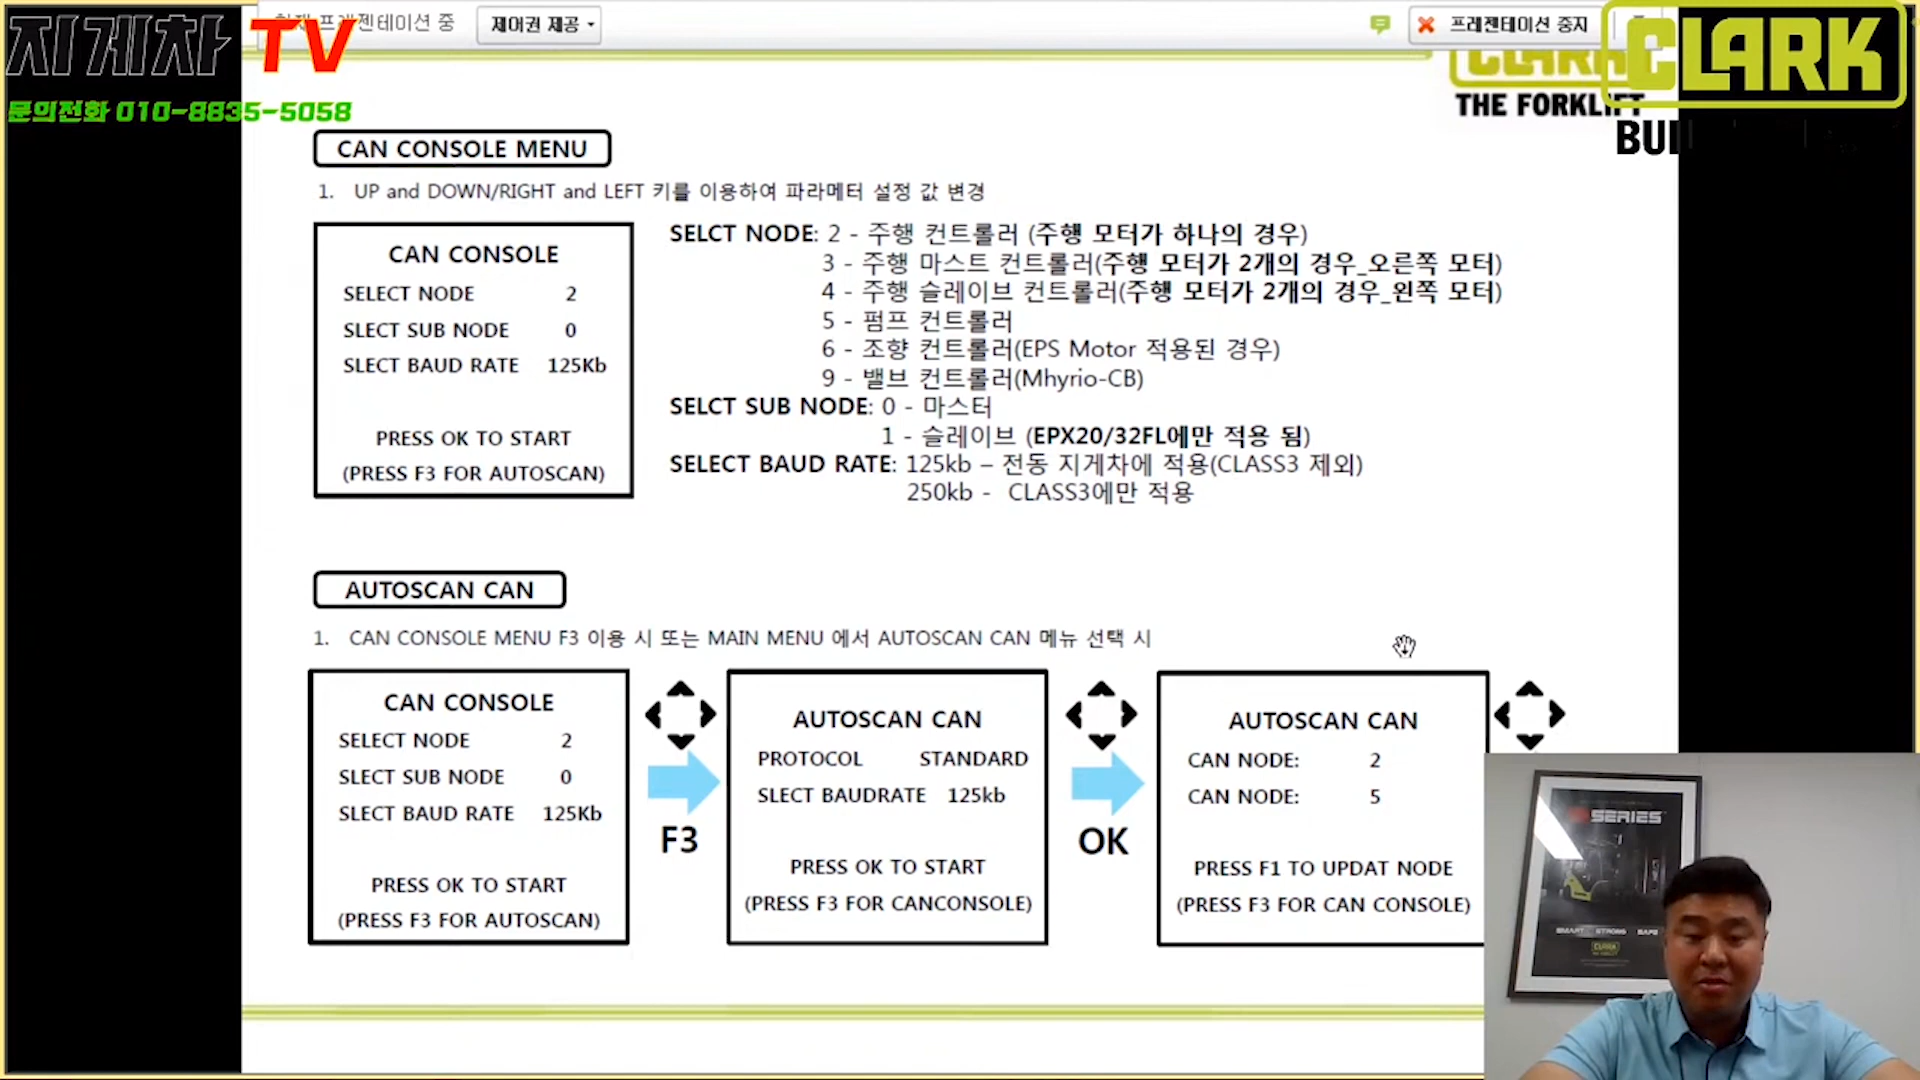 프레젠테이션 중
제어권 제공
프레젠테이션 중지
지게차 TV
문의전화 010-8835-5058
CLARK
CLARK
THE FORKLIFT
CAN CONSOLE MENU
1. UP and DOWN/RIGHT and LEFT 키를 이용하여 파라메터 설정 값 변경
CAN CONSOLE
SELECT NODE 2
SLECT SUB NODE 0
SLECT BAUD RATE 125Kb
PRESS OK TO START
(PRESS F3 FOR AUTOSCAN)
SELCT NODE: 2 - 주행 컨트롤러 (주행 모터가 하나의 경우)
3 - 주행 마스트 컨트롤러(주행 모터가 2개의 경우_오른쪽 모터)
4 - 주행 슬레이브 컨트롤러(주행 모터가 2개의 경우_왼쪽 모터)
5 - 펌프 컨트롤러
6 - 조향 컨트롤러(EPS Motor 적용된 경우)
9 - 밸브 컨트롤러(Mhyrio-CB)
SELCT SUB NODE: 0 - 마스터
1 - 슬레이브 (EPX20/32FL에만 적용 됨)
SELECT BAUD RATE: 125kb – 전동 지게차에 적용(CLASS3 제외)
250kb - CLASS3에만 적용
AUTOSCAN CAN
1. CAN CONSOLE MENU F3 이용 시 또는 MAIN MENU 에서 AUTOSCAN CAN 메뉴 선택 시
CAN CONSOLE
SELECT NODE 2
SLECT SUB NODE 0
SLECT BAUD RATE 125Kb
PRESS OK TO START
(PRESS F3 FOR AUTOSCAN)
F3
AUTOSCAN CAN
PROTOCOL STANDARD
SLECT BAUDRATE 125kb
PRESS OK TO START
(PRESS F3 FOR CANCONSOLE)
OK
AUTOSCAN CAN
CAN NODE: 2
CAN NODE: 5
PRESS F1 TO UPDAT NODE
(PRESS F3 FOR CAN CONSOLE)
SERIES
SMART STRONG SAFE
CLARK